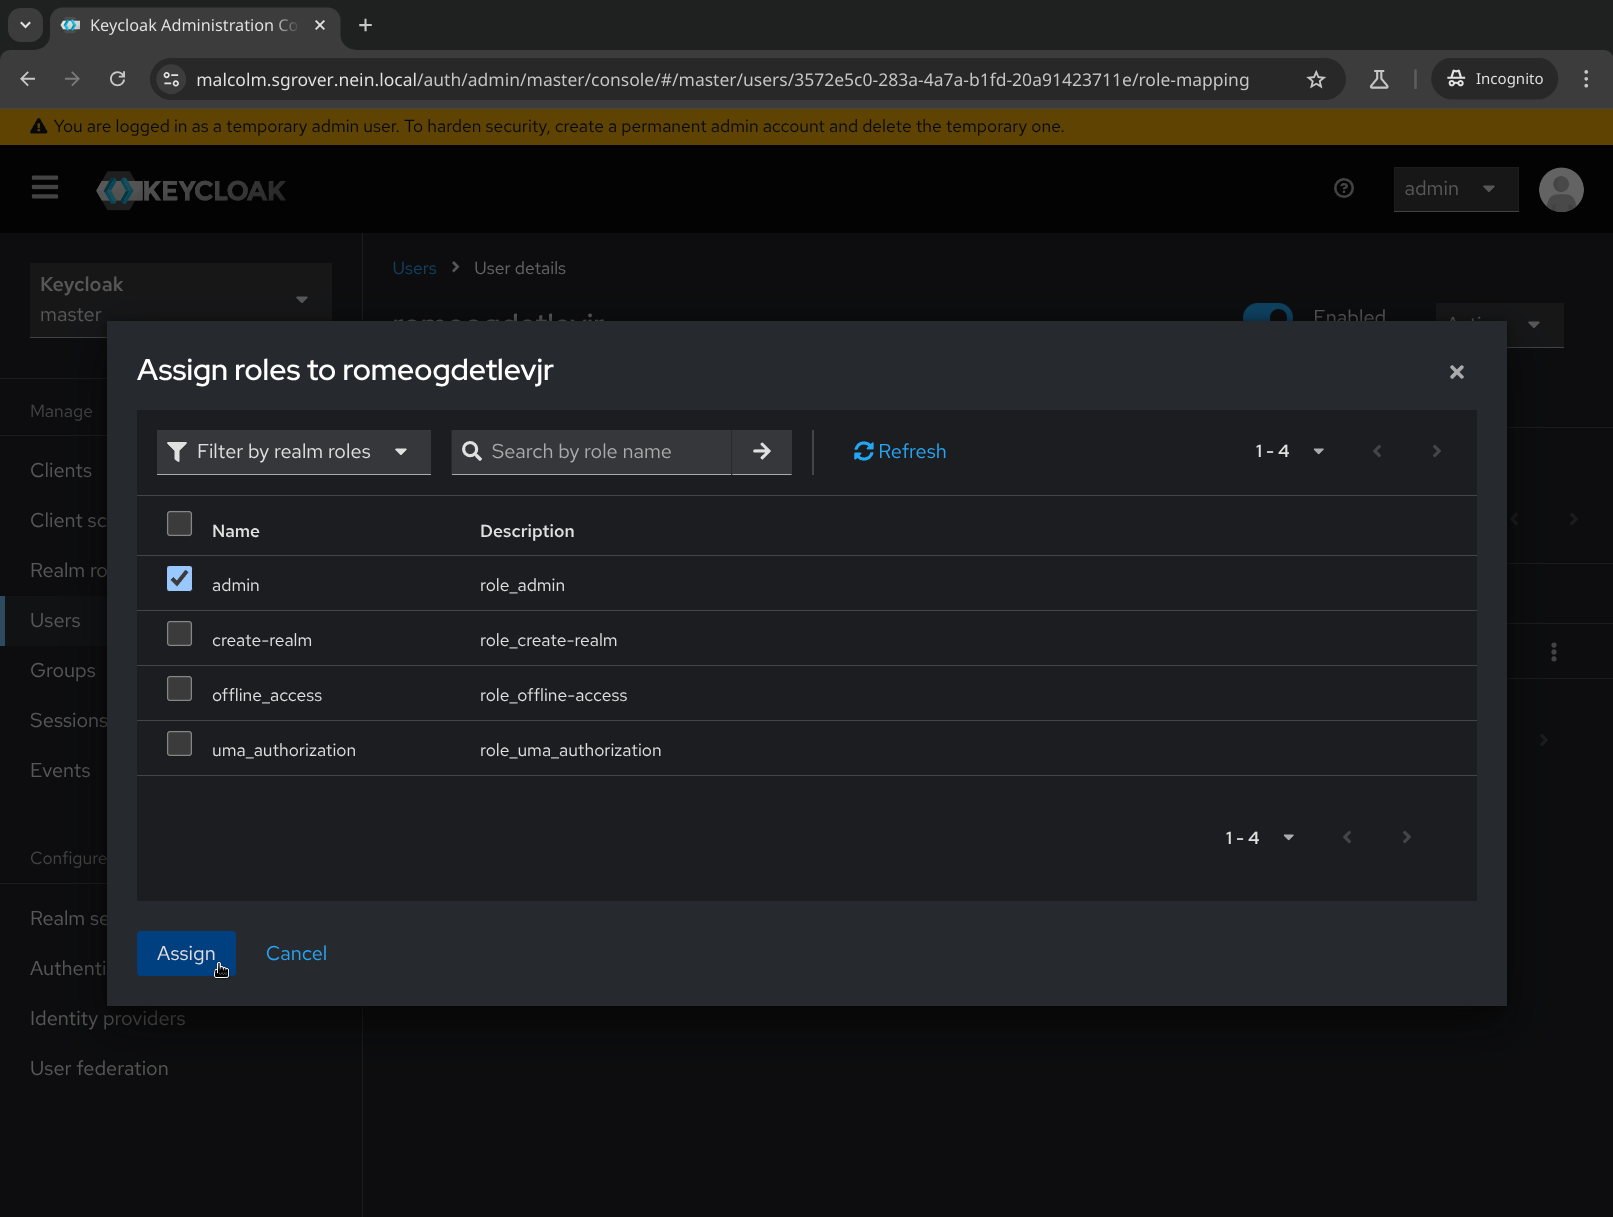 Keycloak Administration Co
malcolm.sgrover.nein.local/auth/admin/master/console/#/master/users/3572e5c0-283a-4a7a-b1fd-20a91423711e/role-mapping
Incognito
You are logged in as a temporary admin user. To harden security, create a permanent admin account and delete the temporary one.
KEYCLOAK
admin
Keycloak
master
Users
User details
romeogdetlevjr
Enabled
Manage
Clients
Client sc
Realm ro
Users
Groups
Sessions
Events
Configure
Realm se
Authenti
Identity providers
User federation
Assign roles to romeogdetlevjr
Filter by realm roles
Search by role name
Refresh
1 - 4
Name Description
admin role_admin
create-realm role_create-realm
offline_access role_offline-access
uma_authorization role_uma_authorization
1 - 4
Assign
Cancel